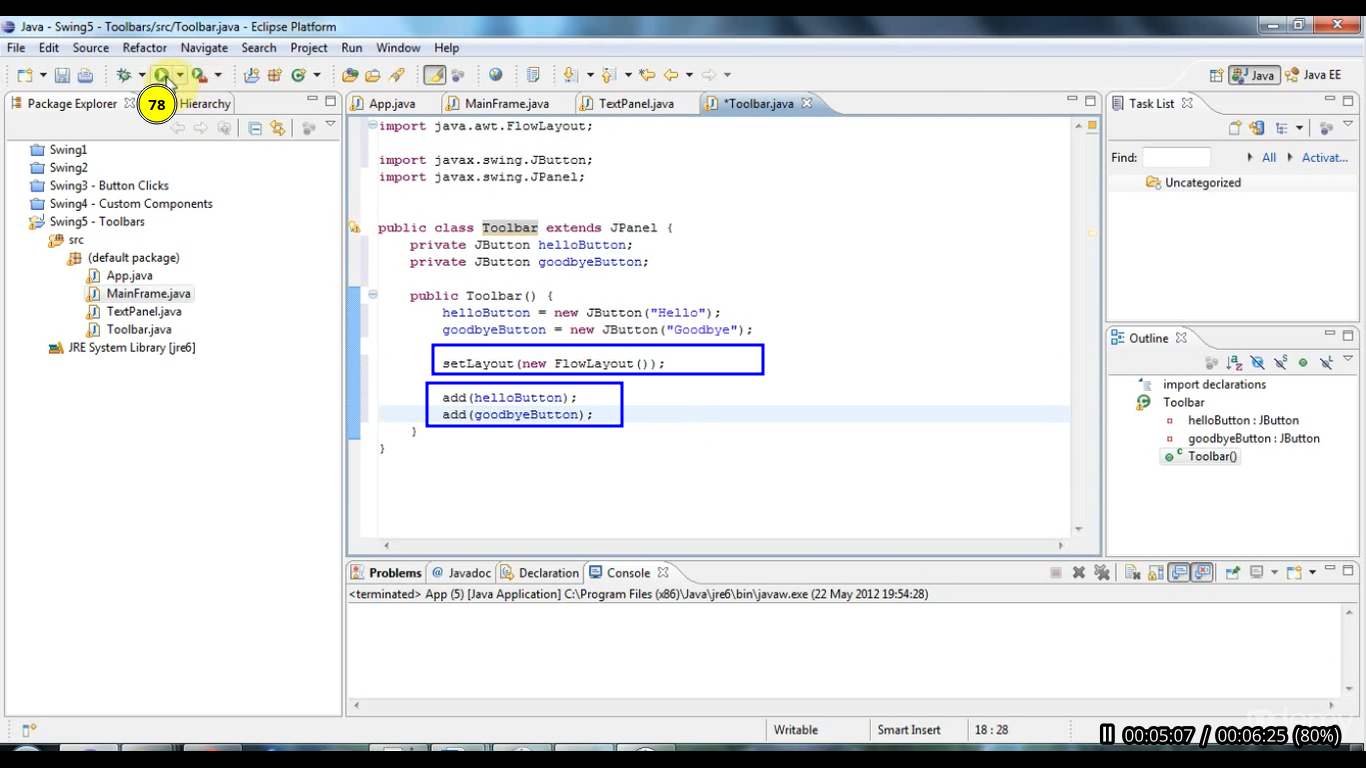 Java - Swing5 - Toolbars/src/Toolbar.java - Eclipse Platform
File Edit Source Refactor Navigate Search Project Run Window Help
Java Java EE
Package Explorer 78 Hierarchy
App.java MainFrame.java TextPanel.java *Toolbar.java
Task List
Find: All Activat...
Uncategorized
Swing1
Swing2
Swing3 - Button Clicks
Swing4 - Custom Components
Swing5 - Toolbars
src
(default package)
App.java
MainFrame.java
TextPanel.java
Toolbar.java
JRE System Library [jre6]
import java.awt.FlowLayout;
import javax.swing.JButton;
import javax.swing.JPanel;
public class Toolbar extends JPanel {
private JButton helloButton;
private JButton goodbyeButton;
public Toolbar() {
helloButton = new JButton("Hello");
goodbyeButton = new JButton("Goodbye");
setLayout(new FlowLayout());
add(helloButton);
add(goodbyeButton);
}
}
Outline
import declarations
Toolbar
helloButton : JButton
goodbyeButton : JButton
Toolbar()
Problems @ Javadoc Declaration Console
<terminated> App (5) [Java Application] C:\Program Files (x86)\Java\jre6\bin\javaw.exe (22 May 2012 19:54:28)
Writable Smart Insert 18 : 28
00:05:07 / 00:06:25 (80%)